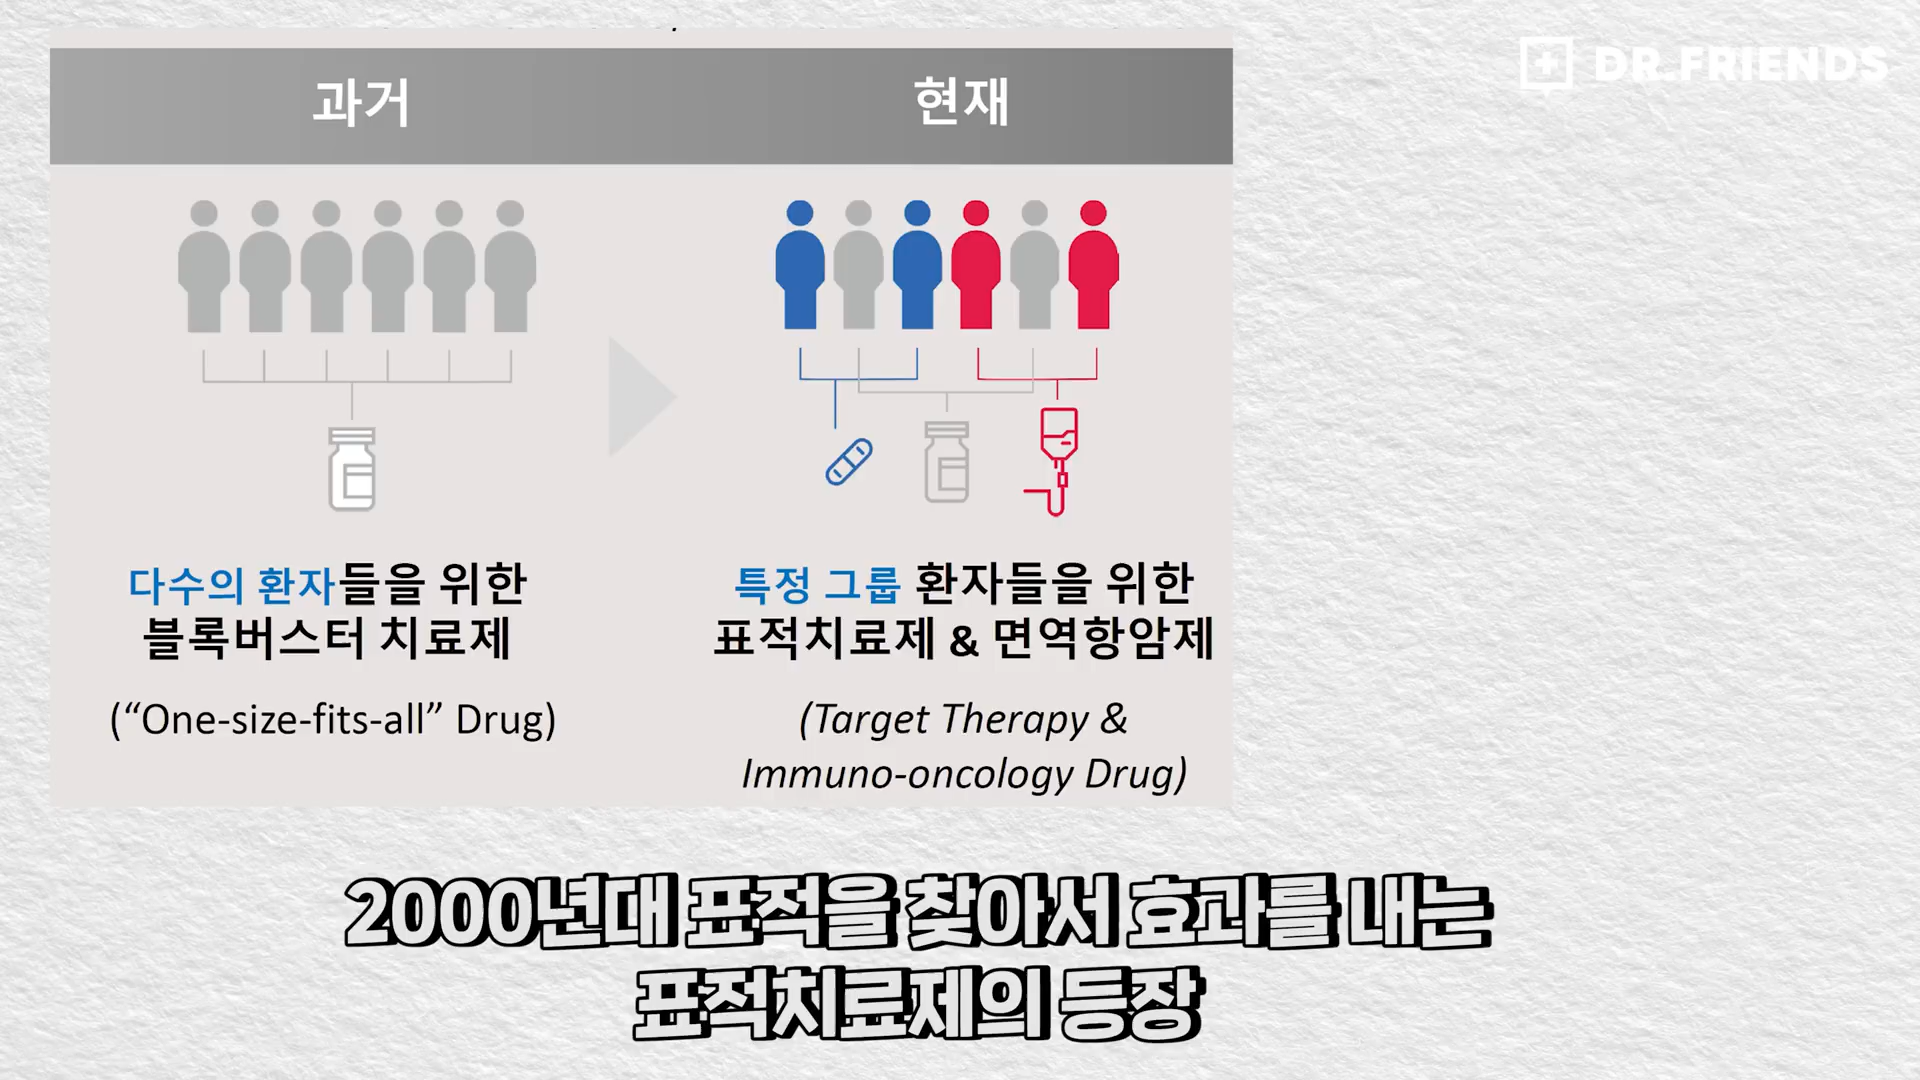 과거
현재
다수의 환자들을 위한
블록버스터 치료제
(“One-size-fits-all” Drug)
특정 그룹 환자들을 위한
표적치료제 & 면역항암제
(Target Therapy &
Immuno-oncology Drug)
DR.FRIENDS
2000년대 표적을 찾아서 효과를 내는
표적치료제의 등장